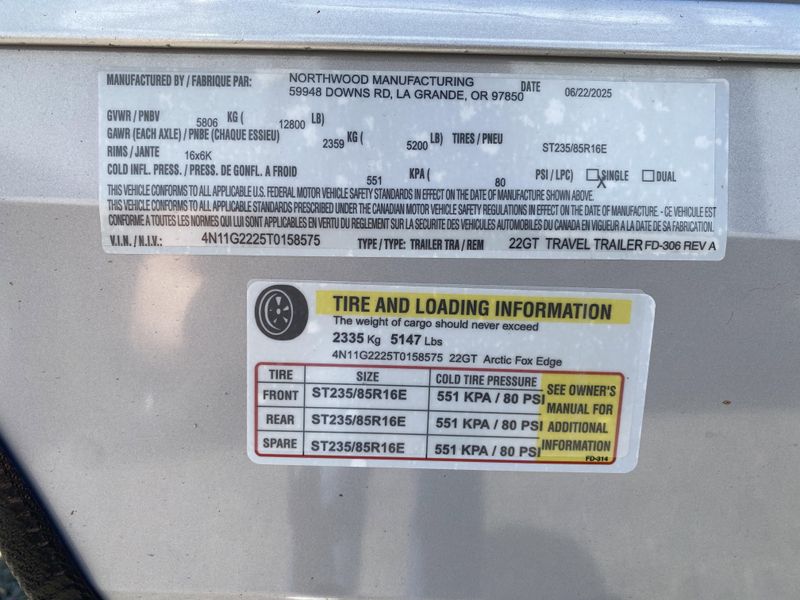 MANUFACTURED BY / FABRIQUE PAR: NORTHWOOD MANUFACTURING DATE 06/22/2025
59948 DOWNS RD, LA GRANDE, OR 97850
GVWR / PNBV 5806 KG ( 12800 LB)
GAWR (EACH AXLE) / PNBE (CHAQUE ESSIEU) 2359 KG ( 5200 LB) TIRES / PNEU ST235/85R16E
RIMS / JANTE 16x6K
COLD INFL. PRESS. / PRESS. DE GONFL. A FROID 551 KPA ( 80 PSI / LPC) SINGLE DUAL
X
THIS VEHICLE CONFORMS TO ALL APPLICABLE U.S. FEDERAL MOTOR VEHICLE SAFETY STANDARDS IN EFFECT ON THE DATE OF MANUFACTURE SHOWN ABOVE.
THIS VEHICLE CONFORMS TO ALL APPLICABLE STANDARDS PRESCRIBED UNDER THE CANADIAN MOTOR VEHICLE SAFETY REGULATIONS IN EFFECT ON THE DATE OF MANUFACTURE. - CE VEHICULE EST
CONFORME A TOUTES LES NORMES QUI LUI SONT APPLICABLES EN VERTU DU REGLEMENT SUR LA SECURITE DES VEHICULES AUTOMOBILES DU CANADA EN VIGUEUR A LA DATE DE SA FABRICATION.
V.I.N. / N.I.V.: 4N11G2225T0158575 TYPE / TYPE: TRAILER TRA / REM 22GT TRAVEL TRAILER FD-306 REV A
TIRE AND LOADING INFORMATION
The weight of cargo should never exceed
2335 Kg 5147 Lbs
4N11G2225T0158575 22GT Arctic Fox Edge
TIRE SIZE COLD TIRE PRESSURE
FRONT ST235/85R16E 551 KPA / 80 PSI
REAR ST235/85R16E 551 KPA / 80 PSI
SPARE ST235/85R16E 551 KPA / 80 PSI
SEE OWNER'S
MANUAL FOR
ADDITIONAL
INFORMATION
FD-314